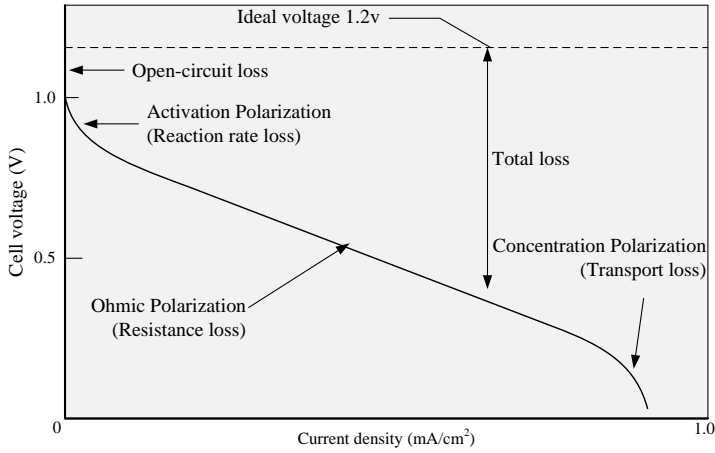 Ideal voltage 1.2v
Open-circuit loss
1.0
Activation Polarization
(Reaction rate loss)
Total loss
Cell voltage (V)
0.5
Concentration Polarization
(Transport loss)
Ohmic Polarization
(Resistance loss)
0
Current density (mA/cm²)
1.0